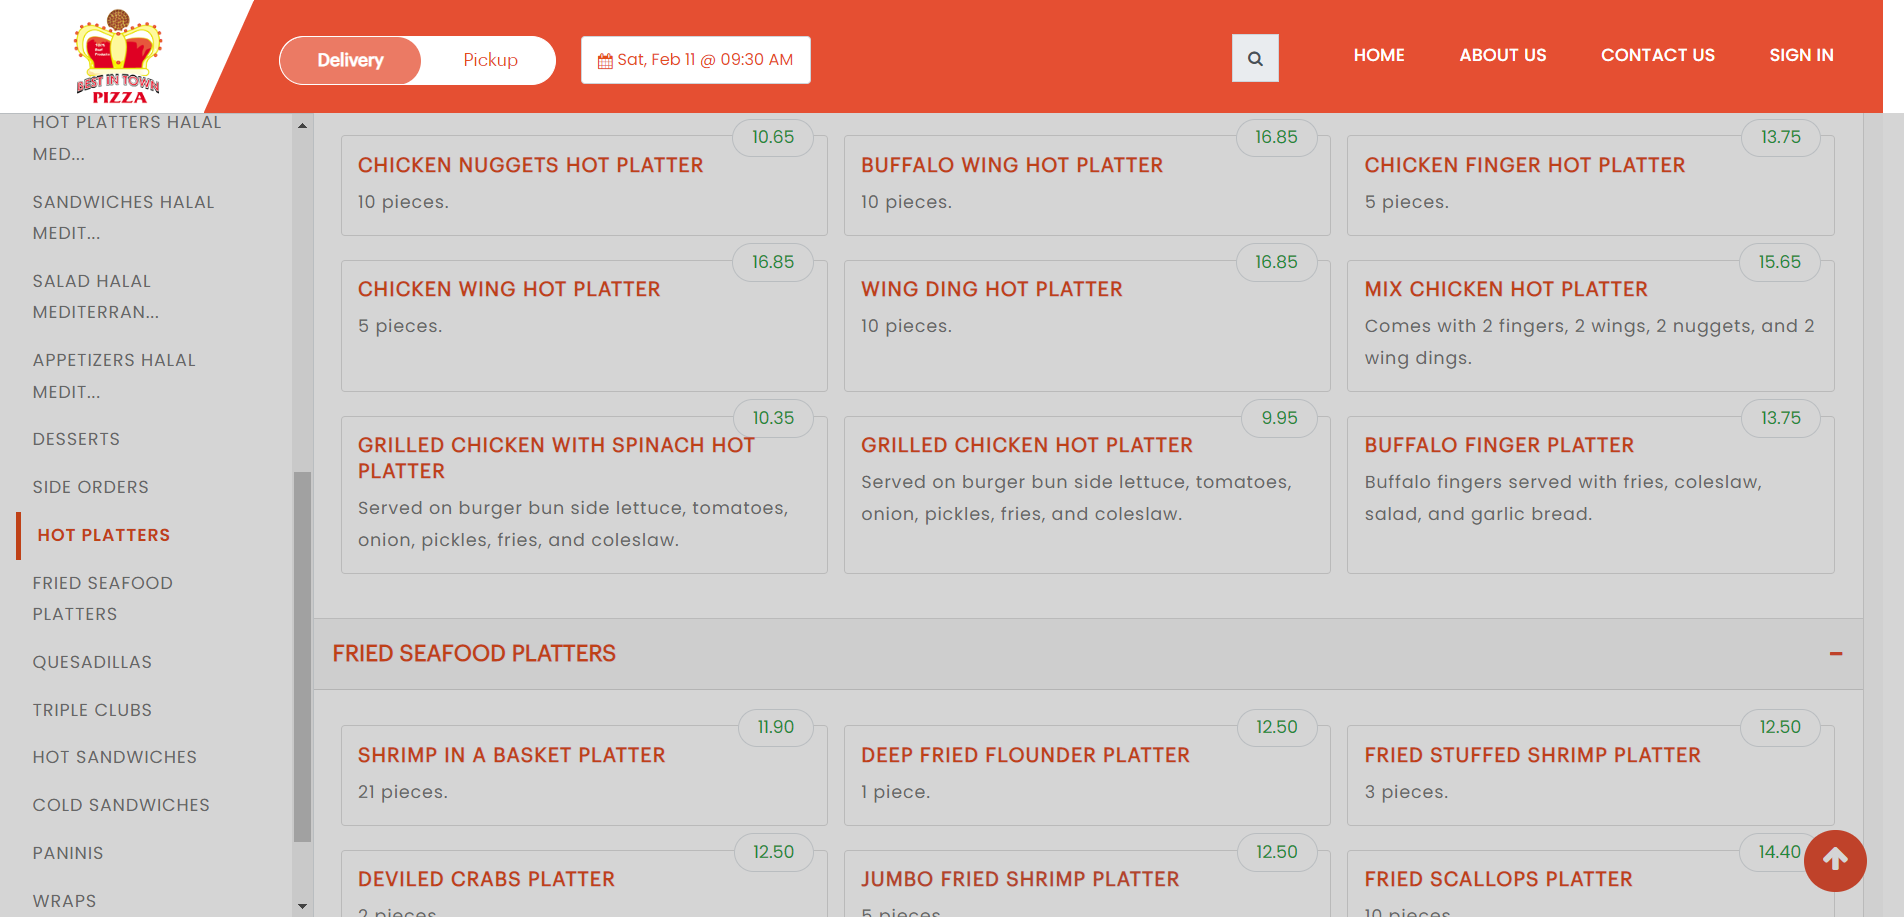 BEST IN TOWN
PIZZA
Delivery
Pickup
Sat, Feb 11 @ 09:30 AM
HOME
ABOUT US
CONTACT US
SIGN IN
HOT PLATTERS HALAL
MED...
SANDWICHES HALAL
MEDIT...
SALAD HALAL
MEDITERRAN...
APPETIZERS HALAL
MEDIT...
DESSERTS
SIDE ORDERS
HOT PLATTERS
FRIED SEAFOOD
PLATTERS
QUESADILLAS
TRIPLE CLUBS
HOT SANDWICHES
COLD SANDWICHES
PANINIS
WRAPS
10.65
CHICKEN NUGGETS HOT PLATTER
10 pieces.
16.85
BUFFALO WING HOT PLATTER
10 pieces.
13.75
CHICKEN FINGER HOT PLATTER
5 pieces.
16.85
CHICKEN WING HOT PLATTER
5 pieces.
16.85
WING DING HOT PLATTER
10 pieces.
15.65
MIX CHICKEN HOT PLATTER
Comes with 2 fingers, 2 wings, 2 nuggets, and 2
wing dings.
10.35
GRILLED CHICKEN WITH SPINACH HOT
PLATTER
Served on burger bun side lettuce, tomatoes,
onion, pickles, fries, and coleslaw.
9.95
GRILLED CHICKEN HOT PLATTER
Served on burger bun side lettuce, tomatoes,
onion, pickles, fries, and coleslaw.
13.75
BUFFALO FINGER PLATTER
Buffalo fingers served with fries, coleslaw,
salad, and garlic bread.
FRIED SEAFOOD PLATTERS
11.90
SHRIMP IN A BASKET PLATTER
21 pieces.
12.50
DEEP FRIED FLOUNDER PLATTER
1 piece.
12.50
FRIED STUFFED SHRIMP PLATTER
3 pieces.
12.50
DEVILED CRABS PLATTER
2 pieces
12.50
JUMBO FRIED SHRIMP PLATTER
5 pieces
14.40
FRIED SCALLOPS PLATTER
10 pieces